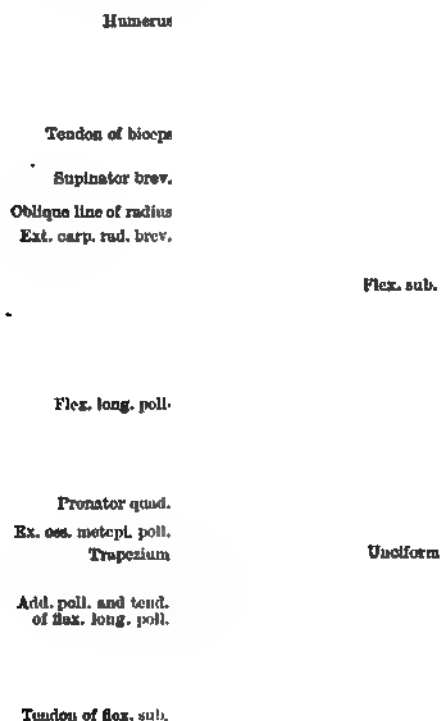 Humerus
Tendon of biceps
Supinator brev.
Oblique line of radius
Ext. carp. rad. brev.
Flex. sub.
Flex. long. poll.
Pronator quad.
Ex. oss. metcpl. poll.
Trapezium
Unciform
Add. poll. and tend.
of flex. long. poll.
Tendon of flex. sub.